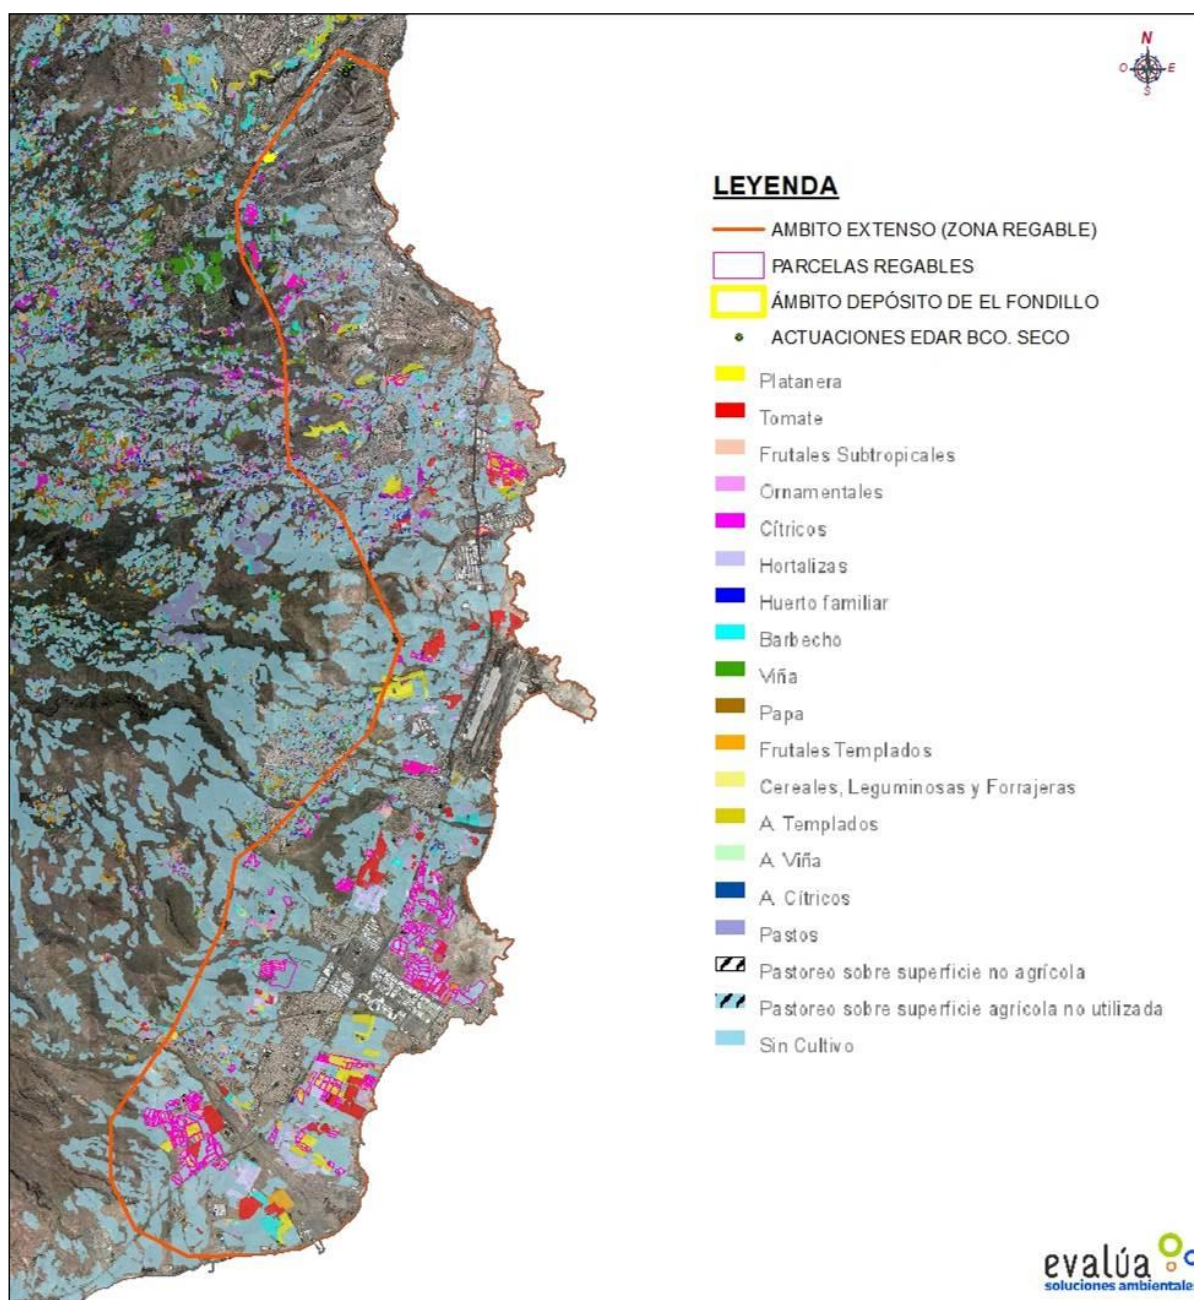 N
O
E
S
LEYENDA
AMBITO EXTENSO (ZONA REGABLE)
PARCELAS REGABLES
ÁMBITO DEPÓSITO DE EL FONDILLO
ACTUACIONES EDAR BCO. SECO
Platanera
Tomate
Frutales Subtropicales
Ornamentales
Cítricos
Hortalizas
Huerto familiar
Barbecho
Viña
Papa
Frutales Templados
Cereales, Leguminosas y Forrajeras
A. Templados
A. Viña
A. Cítricos
Pastos
Pastoreo sobre superficie no agrícola
Pastoreo sobre superficie agrícola no utilizada
Sin Cultivo
evalúa
soluciones ambientales